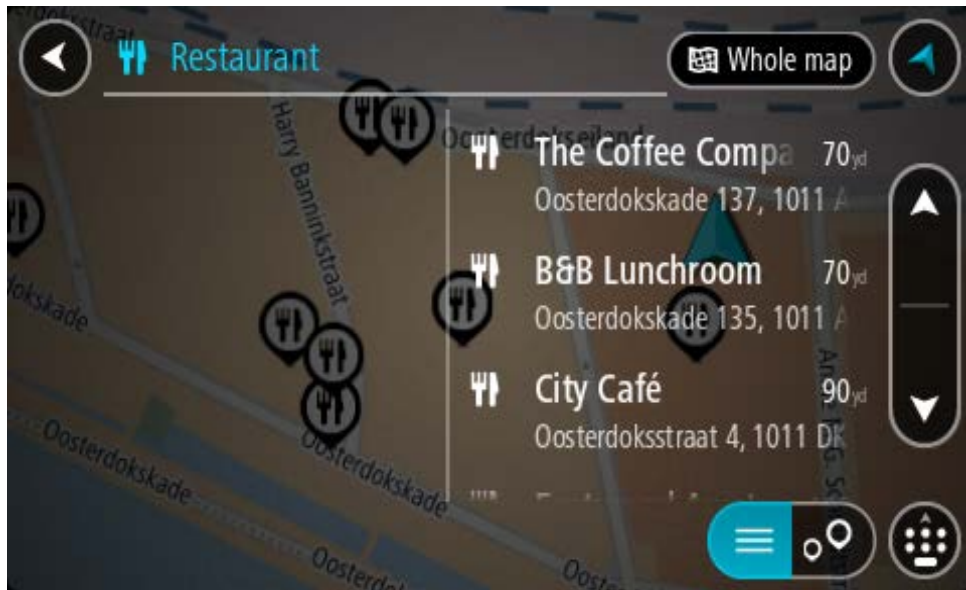 Restaurant
Whole map
Harry Banninkstraat
Oosterdokseiland
The Coffee Compa 70yd
Oosterdokskade 137, 1011 A
B&B Lunchroom 70yd
Oosterdokskade 135, 1011 A
City Café 90yd
Oosterdoksstraat 4, 1011 DK
Oosterdokskade
Oosterdokskade